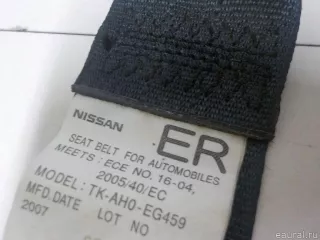 NISSAN
ER
SEAT BELT FOR AUTOMOBILES
MEETS: ECE NO. 16-04,
2005/40/EC
MODEL: TK-AH0-EG459
MFD.DATE LOT NO
2007
eaural.ru